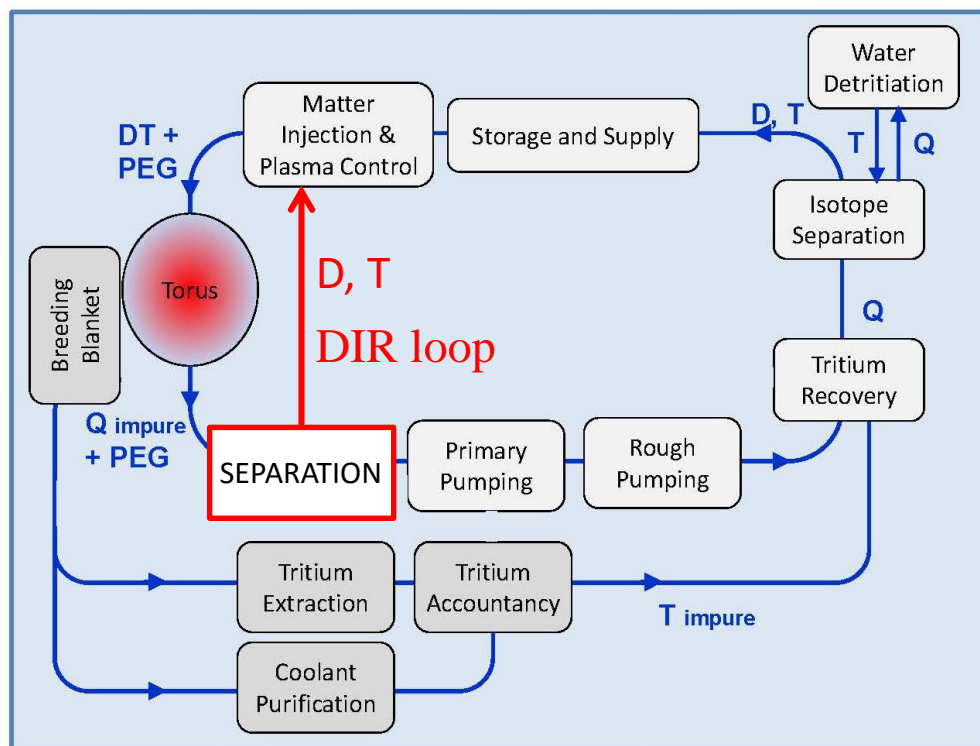 Water
Detritiation
Matter
Injection &
Plasma Control
Storage and Supply
D, T
T
Q
DT +
PEG
Isotope
Separation
Breeding
Blanket
Torus
D, T
DIR loop
Q
Tritium
Recovery
Q impure
+ PEG
SEPARATION
Primary
Pumping
Rough
Pumping
Tritium
Extraction
Tritium
Accountancy
T impure
Coolant
Purification